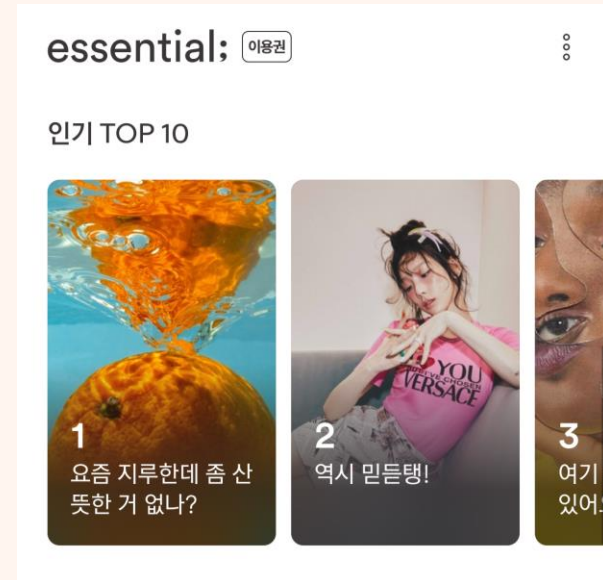 essential; 이용권
인기 TOP 10
1
요즘 지루한데 좀 산
뜻한 거 없나?
2
역시 믿듣탱!
YOU
CHOSEN
VERSACE
3
여기